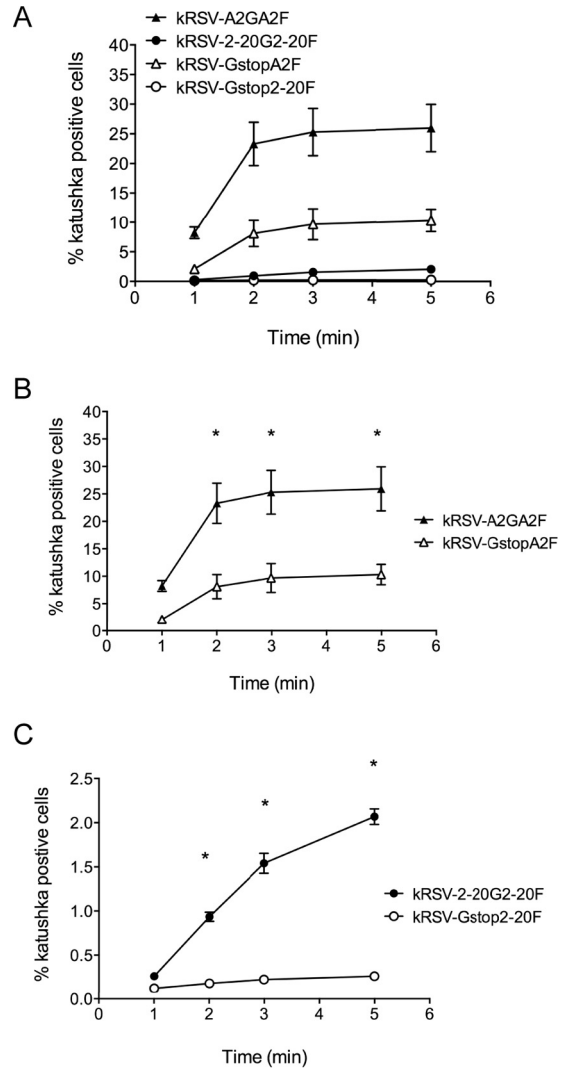 A
kRSV-A2GA2F
kRSV-2-20G2-20F
kRSV-GstopA2F
kRSV-Gstop2-20F
% katushka positive cells
40
35
30
25
20
15
10
5
0
0 1 2 3 4 5 6
Time (min)
B
% katushka positive cells
40
35
30
25
20
15
10
5
0
* * *
kRSV-A2GA2F
kRSV-GstopA2F
0 1 2 3 4 5 6
Time (min)
C
% katushka postive cells
2.5
2.0
1.5
1.0
0.5
0.0
* * *
kRSV-2-20G2-20F
kRSV-Gstop2-20F
0 1 2 3 4 5 6
Time (min)